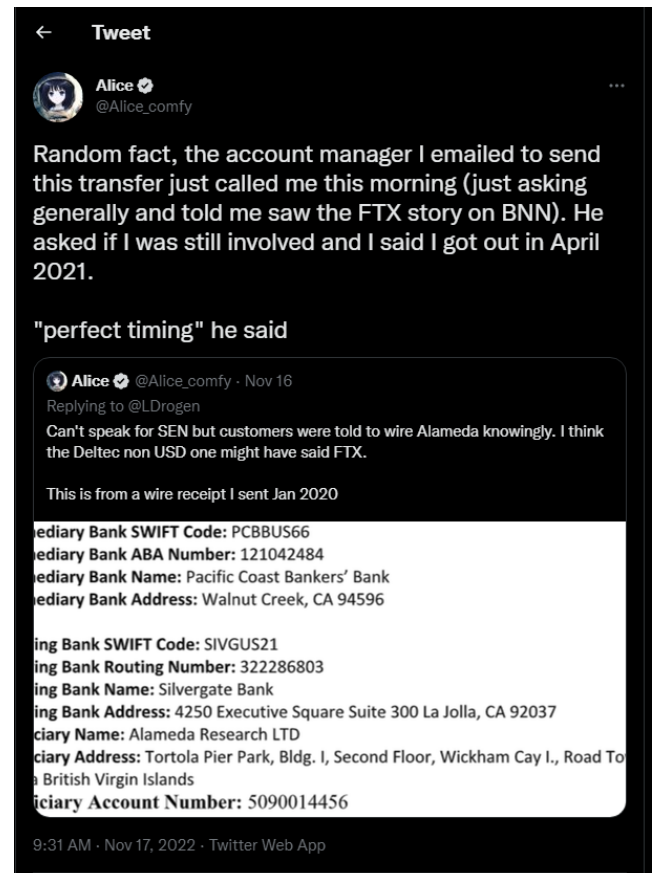 Tweet
Alice
@Alice_comfy
Random fact, the account manager I emailed to send
this transfer just called me this morning (just asking
generally and told me saw the FTX story on BNN). He
asked if I was still involved and I said I got out in April
2021.
"perfect timing" he said
Alice @Alice_comfy · Nov 16
Replying to @LDrogen
Can't speak for SEN but customers were told to wire Alameda knowingly. I think
the Deltec non USD one might have said FTX.
This is from a wire receipt I sent Jan 2020
ediary Bank SWIFT Code: PCBBUS66
ediary Bank ABA Number: 121042484
ediary Bank Name: Pacific Coast Bankers' Bank
ediary Bank Address: Walnut Creek, CA 94596
ing Bank SWIFT Code: SIVGUS21
ing Bank Routing Number: 322286803
ing Bank Name: Silvergate Bank
ing Bank Address: 4250 Executive Square Suite 300 La Jolla, CA 92037
ciary Name: Alameda Research LTD
ciary Address: Tortola Pier Park, Bldg. I, Second Floor, Wickham Cay I., Road To
British Virgin Islands
iciary Account Number: 5090014456
9:31 AM · Nov 17, 2022 · Twitter Web App